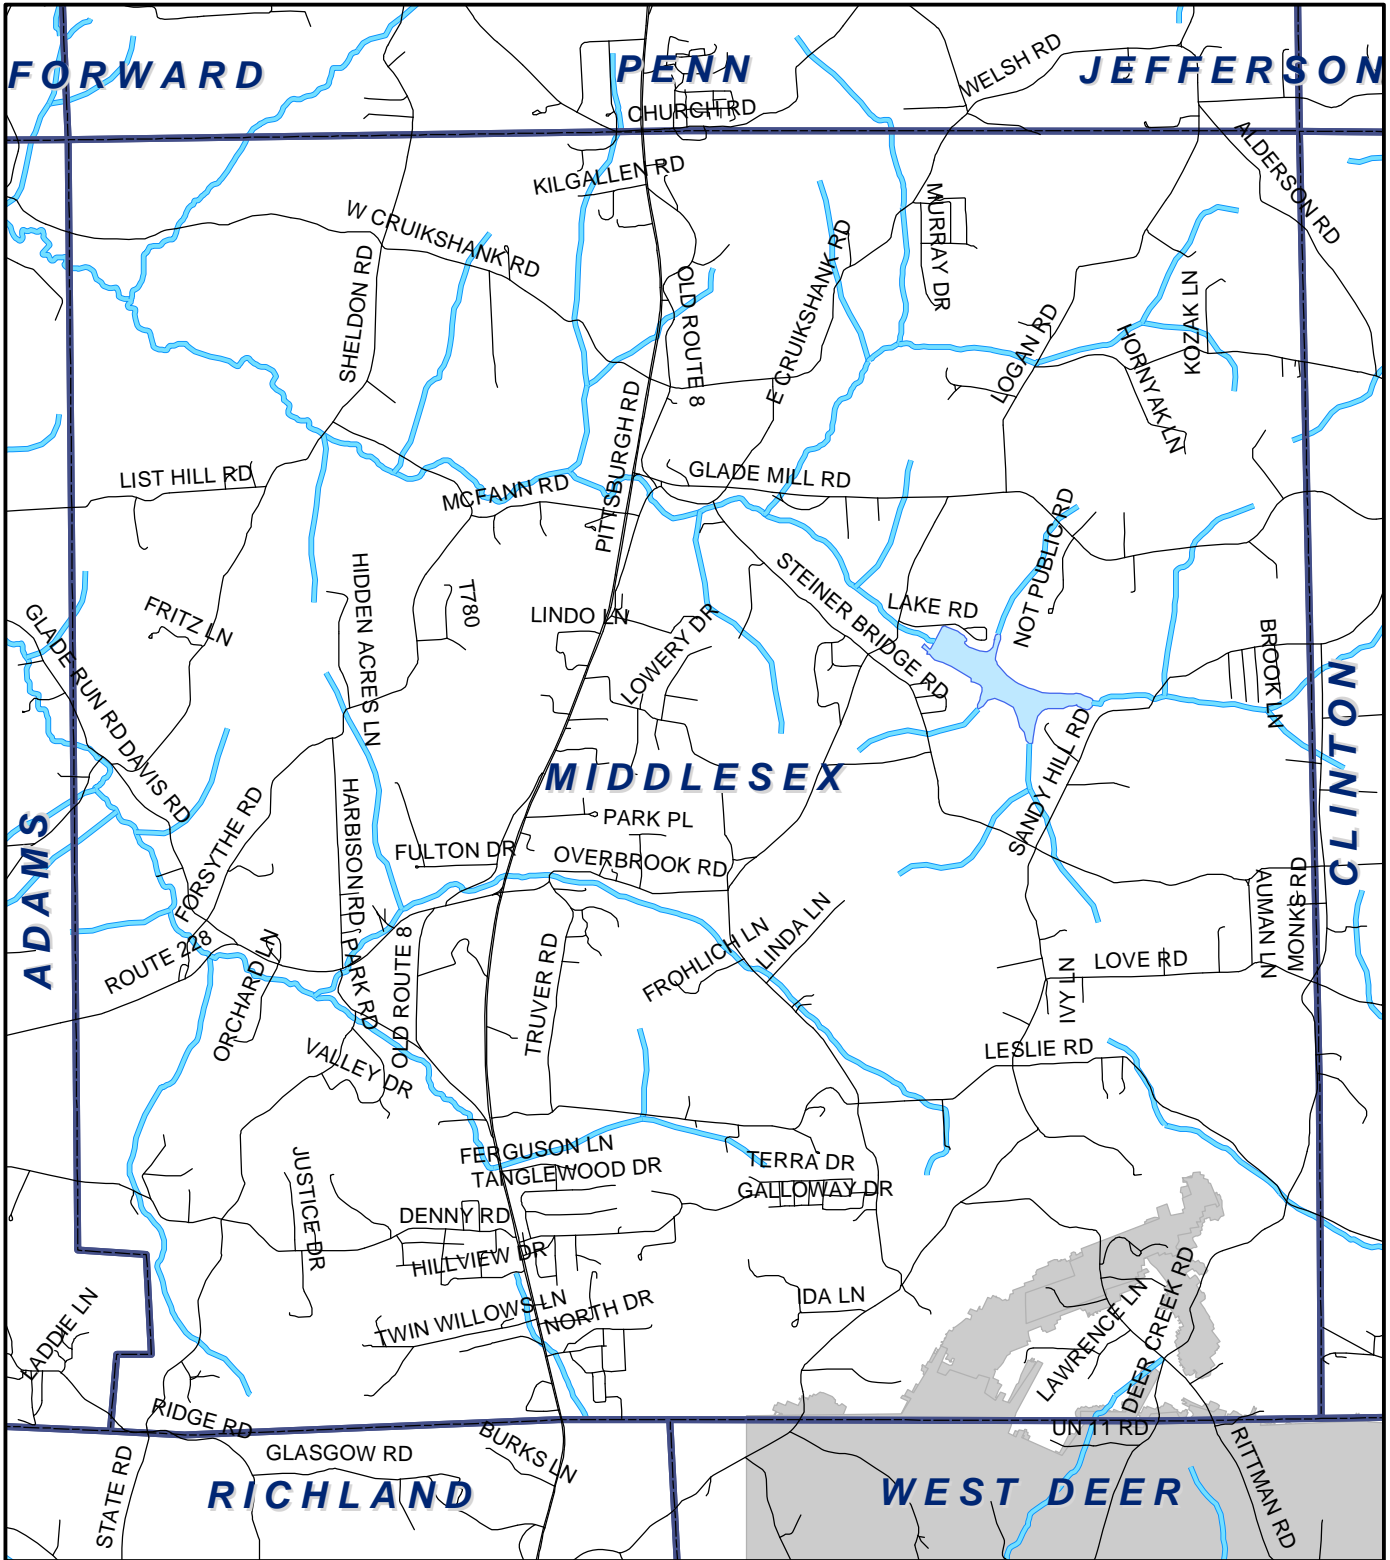 FORWARD
PENN
JEFFERSON
WELSH RD
CHURCH RD
ALDERSON RD
KILGALLEN RD
MURRAY DR
W CRUIKSHANK RD
SHELDON RD
OLD ROUTE 8
E CRUIKSHANK RD
KOZAK LN
LOGAN RD
HORNYAK LN
PITTSBURGH RD
LIST HILL RD
MCFANN RD
GLADE MILL RD
NOT PUBLIC RD
HIDDEN ACRES LN
T780
STEINER BRIDGE RD
LAKE RD
FRITZ LN
LINDO LN
LOWERY DR
GLADE RUN RD
BROOK LN
CLINTON
DAVIS RD
SANDY HILL RD
MIDDLESEX
ADAMS
FORSYTHE RD
HARBISON RD
PARK PL
FULTON DR
OVERBROOK RD
AUMAN LN
MONKS RD
ROUTE 228
ORCHARD LN
PARK RD
OLD ROUTE 8
TRUVER RD
FROHLICH LN
LINDA LN
LOVE RD
IVY LN
VALLEY DR
LESLIE RD
FERGUSON LN
TANGLEWOOD DR
TERRA DR
GALLOWAY DR
JUSTICE DR
DENNY RD
HILLVIEW DR
TWIN WILLOWS LN
NORTH DR
IDA LN
LADDIE LN
LAWRENCE LN
DEER CREEK RD
RIDGE RD
UN 11 RD
GLASGOW RD
BURKS LN
STATE RD
RITTMAN RD
RICHLAND
WEST DEER